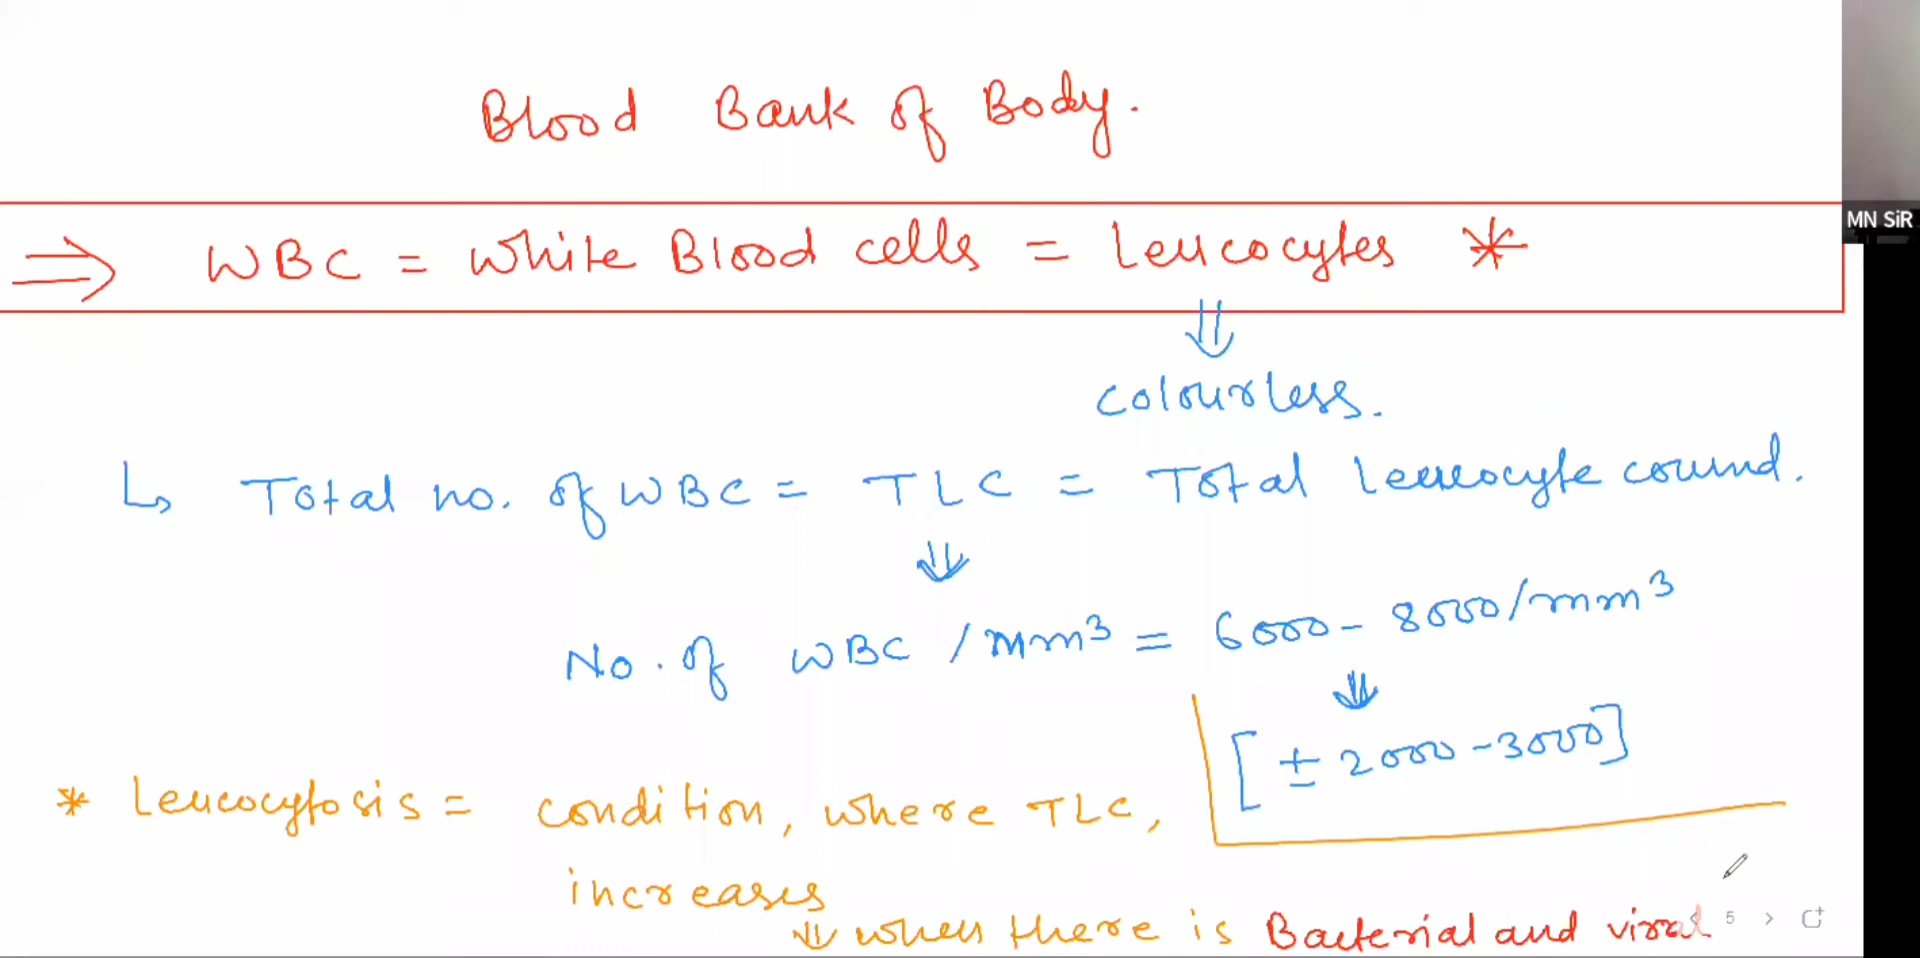 Blood Bank of Body.
MN SiR
⇒ WBC = White Blood cells = Leucocytes *
⇓
Colourless.
↳ Total no. of WBC = TLC = Total Leucocyte cound.
⇓
No. of WBC /mm³ = 6000-8000/mm³
⇓
[± 2000-3000]
* Leucocytosis = condition, where TLC,
increases
⇓ when there is Bacterial and viral
< 5 >